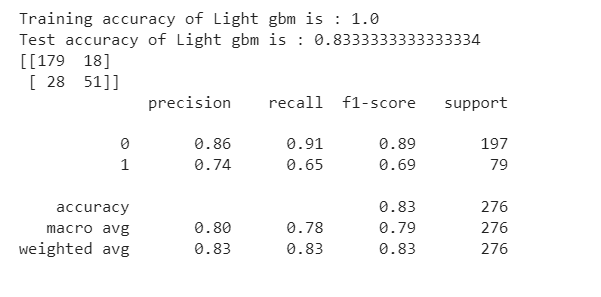 Training accuracy of Light gbm is : 1.0
Test accuracy of Light gbm is : 0.8333333333333334
[[179  18]
 [ 28  51]]
              precision    recall  f1-score   support

           0       0.86      0.91      0.89       197
           1       0.74      0.65      0.69        79

    accuracy                           0.83       276
   macro avg       0.80      0.78      0.79       276
weighted avg       0.83      0.83      0.83       276